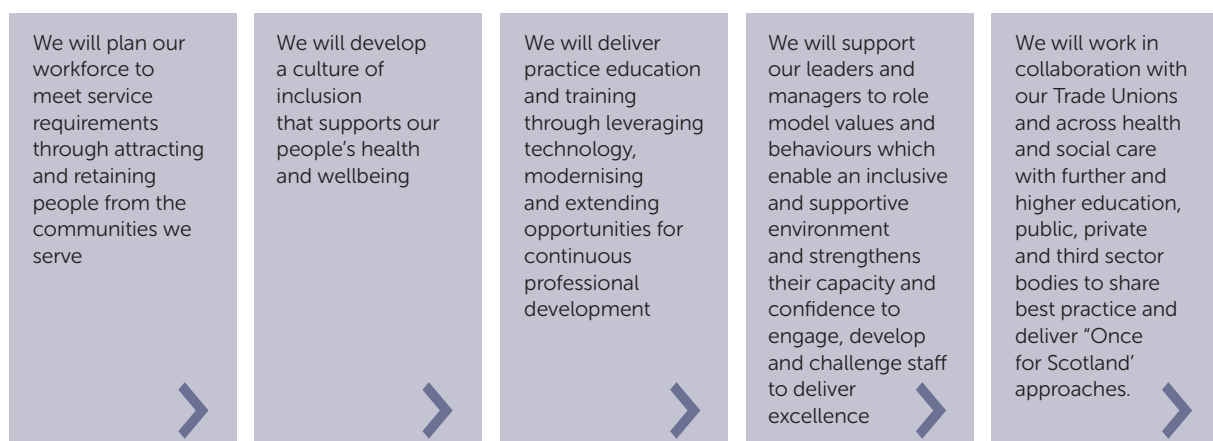 We will plan our
workforce to
meet service
requirements
through attracting
and retaining
people from the
communities we
serve
We will develop
a culture of
inclusion
that supports our
people’s health
and wellbeing
We will deliver
practice education
and training
through leveraging
technology,
modernising
and extending
opportunities for
continuous
professional
development
We will support
our leaders and
managers to role
model values and
behaviours which
enable an inclusive
and supportive
environment
and strengthens
their capacity and
confidence to
engage, develop
and challenge staff
to deliver
excellence
We will work in
collaboration with
our Trade Unions
and across health
and social care
with further and
higher education,
public, private
and third sector
bodies to share
best practice and
deliver “Once
for Scotland’
approaches.